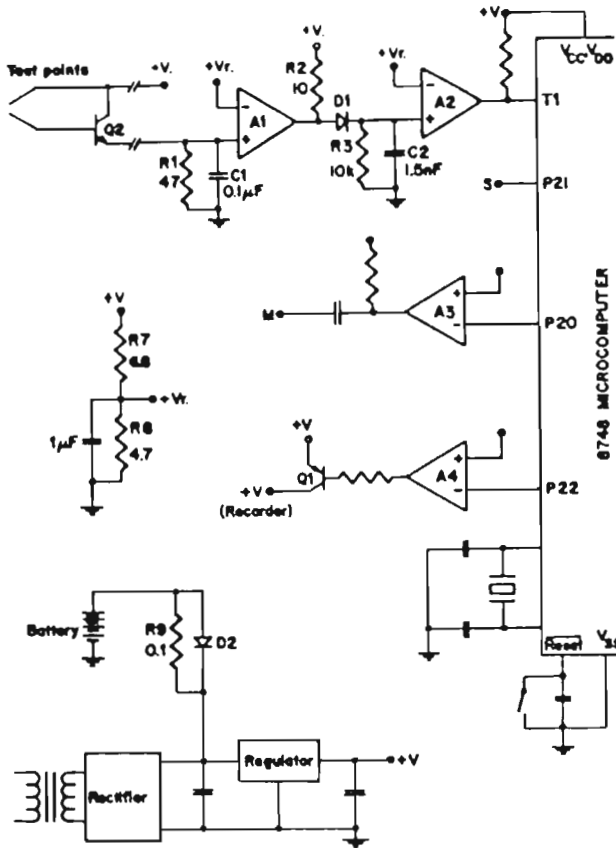 +V
Test points
+V.
+Vr.
R2
10
+V.
+Vr.
VCC VDD
A1
D1
A2
T1
Q2
R1
47
C1
0.1µF
R3
10k
C2
1.5nF
S
P21
M
A3
P20
8748 MICROCOMPUTER
+V
R7
6.8
+Vr.
1µF
R8
4.7
+V
Q1
+V
(Recorder)
A4
P22
Battery
R9
0.1
D2
Reset
VSS
Rectifier
Regulator
+V